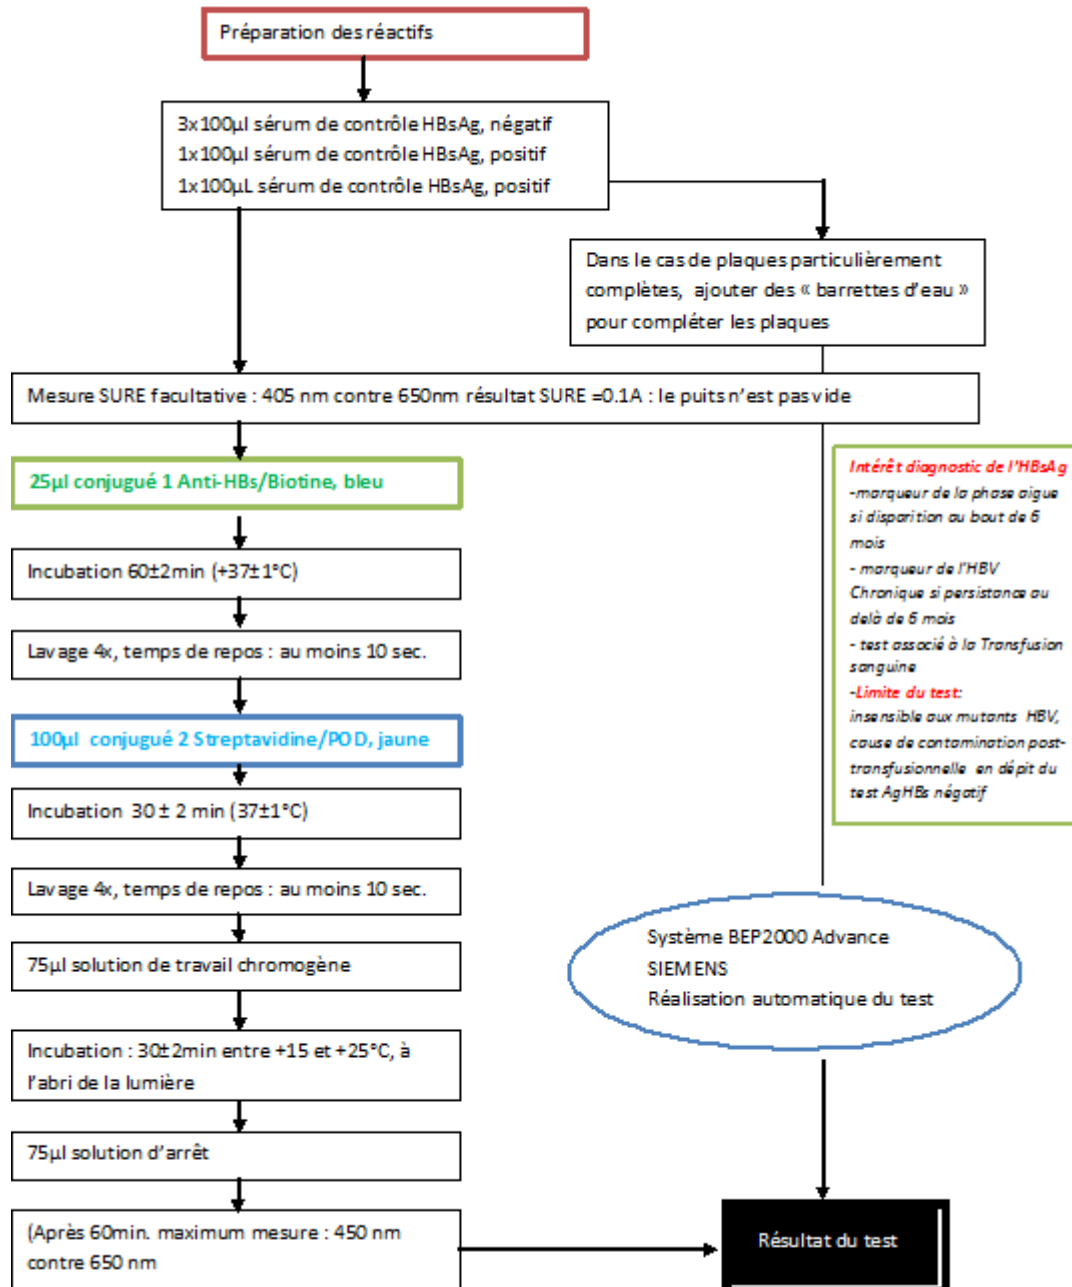 Préparation des réactifs
3x100µl sérum de contrôle HBsAg, négatif
1x100µl sérum de contrôle HBsAg, positif
1x100µL sérum de contrôle HBsAg, positif
Dans le cas de plaques particulièrement
complètes, ajouter des « barrettes d'eau »
pour compléter les plaques
Mesure SURE facultative : 405 nm contre 650nm résultat SURE =0.1A : le puits n'est pas vide
25µl conjugué 1 Anti-HBs/Biotine, bleu
Incubation 60±2min (+37±1°C)
Lavage 4x, temps de repos : au moins 10 sec.
100µl conjugué 2 Streptavidine/POD, jaune
Incubation 30 ± 2 min (37±1°C)
Lavage 4x, temps de repos : au moins 10 sec.
75µl solution de travail chromogène
Incubation : 30±2min entre +15 et +25°C, à
l'abri de la lumière
75µl solution d'arrêt
(Après 60min. maximum mesure : 450 nm
contre 650 nm
Intérêt diagnostic de l'HBsAg
-marqueur de la phase aigue
si disparition au bout de 6
mois
- marqueur de l'HBV
Chronique si persistance au
delà de 6 mois
- test associé à la Transfusion
sanguine
-Limite du test:
insensible aux mutants HBV,
cause de contamination post-
transfusionnelle en dépit du
test AgHBs négatif
Système BEP2000 Advance
SIEMENS
Réalisation automatique du test
Résultat du test